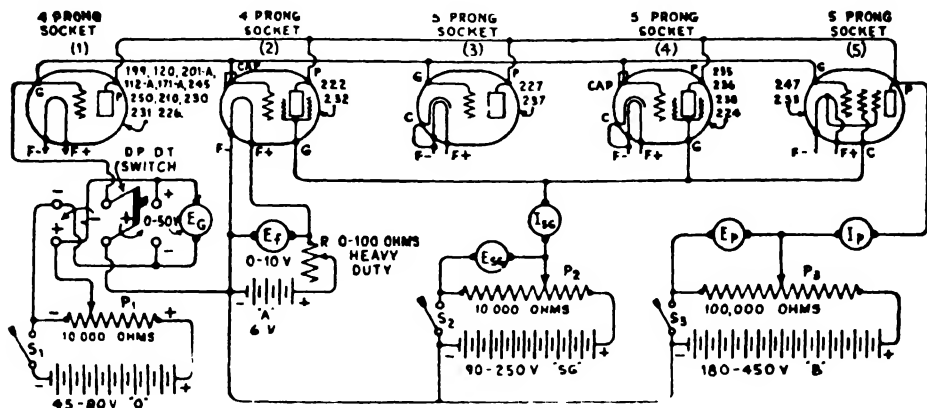 4 PRONG
SOCKET
(1)
4 PRONG
SOCKET
(2)
5 PRONG
SOCKET
(3)
5 PRONG
SOCKET
(4)
5 PRONG
SOCKET
(5)
G
P
199, 120, 201-A,
112-A, 171-A, 245
250, 210, 230
231 226
F- F+
CAP
P
222
232
F- F+
G
G
P
227
237
C
F- F+
CAP
P
235
236
238
224
C
F- F+
G
G
247
233
P
F- F+
C
DP DT
SWITCH
- - + +
+ + - -
0-50V
EG
Ef
0-10 V
R
0-100 OHMS
HEAVY
DUTY
- +
"A"
6 V
ISG
ESG
EP
IP
P1
- +
10 000 OHMS
S1
- +
45-90V "C"
P2
10 000 OHMS
S2
- +
90-250 V "SG"
P3
100,000 OHMS
S3
- +
180-450V "B"